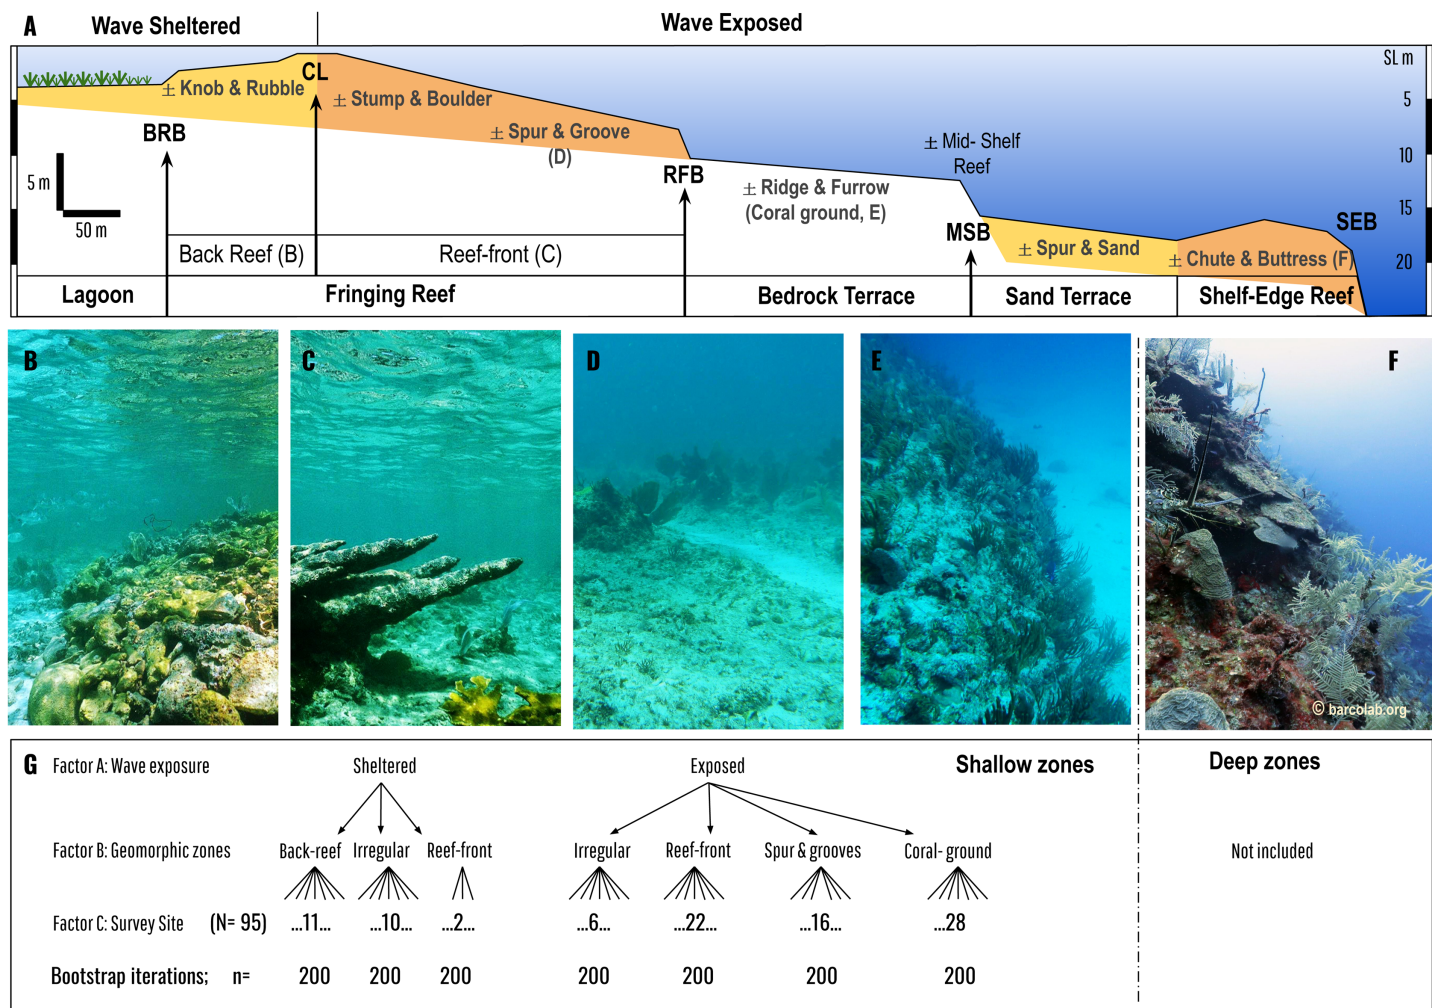 A
Wave Sheltered
Wave Exposed
SL m
CL
± Knob & Rubble
± Stump & Boulder
5
BRB
± Spur & Groove
(D)
± Mid- Shelf
Reef
10
5 m
50 m
RFB
± Ridge & Furrow
(Coral ground, E)
15
MSB
SEB
± Spur & Sand
± Chute & Buttress (F)
20
Back Reef (B)
Reef-front (C)
Lagoon
Fringing Reef
Bedrock Terrace
Sand Terrace
Shelf-Edge Reef
B
C
D
E
F
© barcolab.org
G
Factor A: Wave exposure
Sheltered
Exposed
Shallow zones
Deep zones
Factor B: Geomorphic zones
Back-reef
Irregular
Reef-front
Irregular
Reef-front
Spur & grooves
Coral- ground
Not included
Factor C: Survey Site
(N= 95)
...11...
...10...
...2...
...6...
...22...
...16...
...28
Bootstrap iterations; n=
200
200
200
200
200
200
200